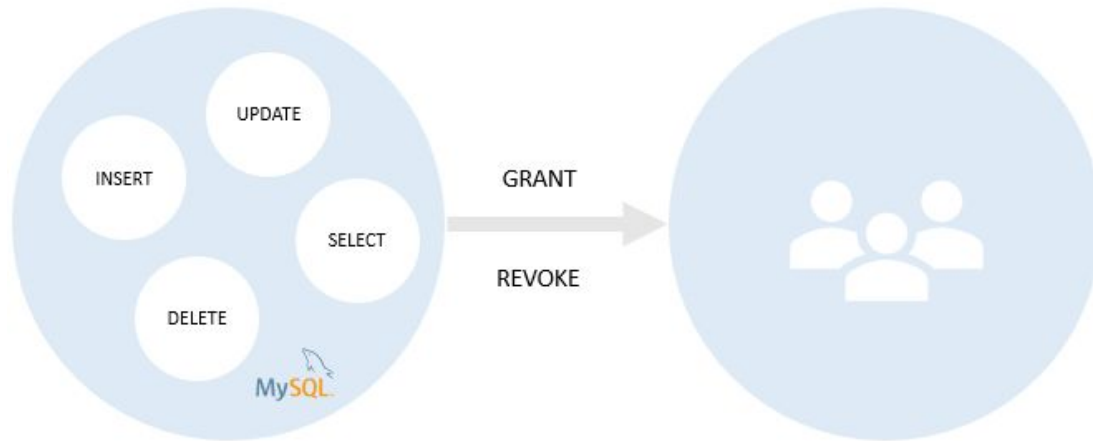 UPDATE
INSERT
GRANT
SELECT
REVOKE
DELETE
MySQL